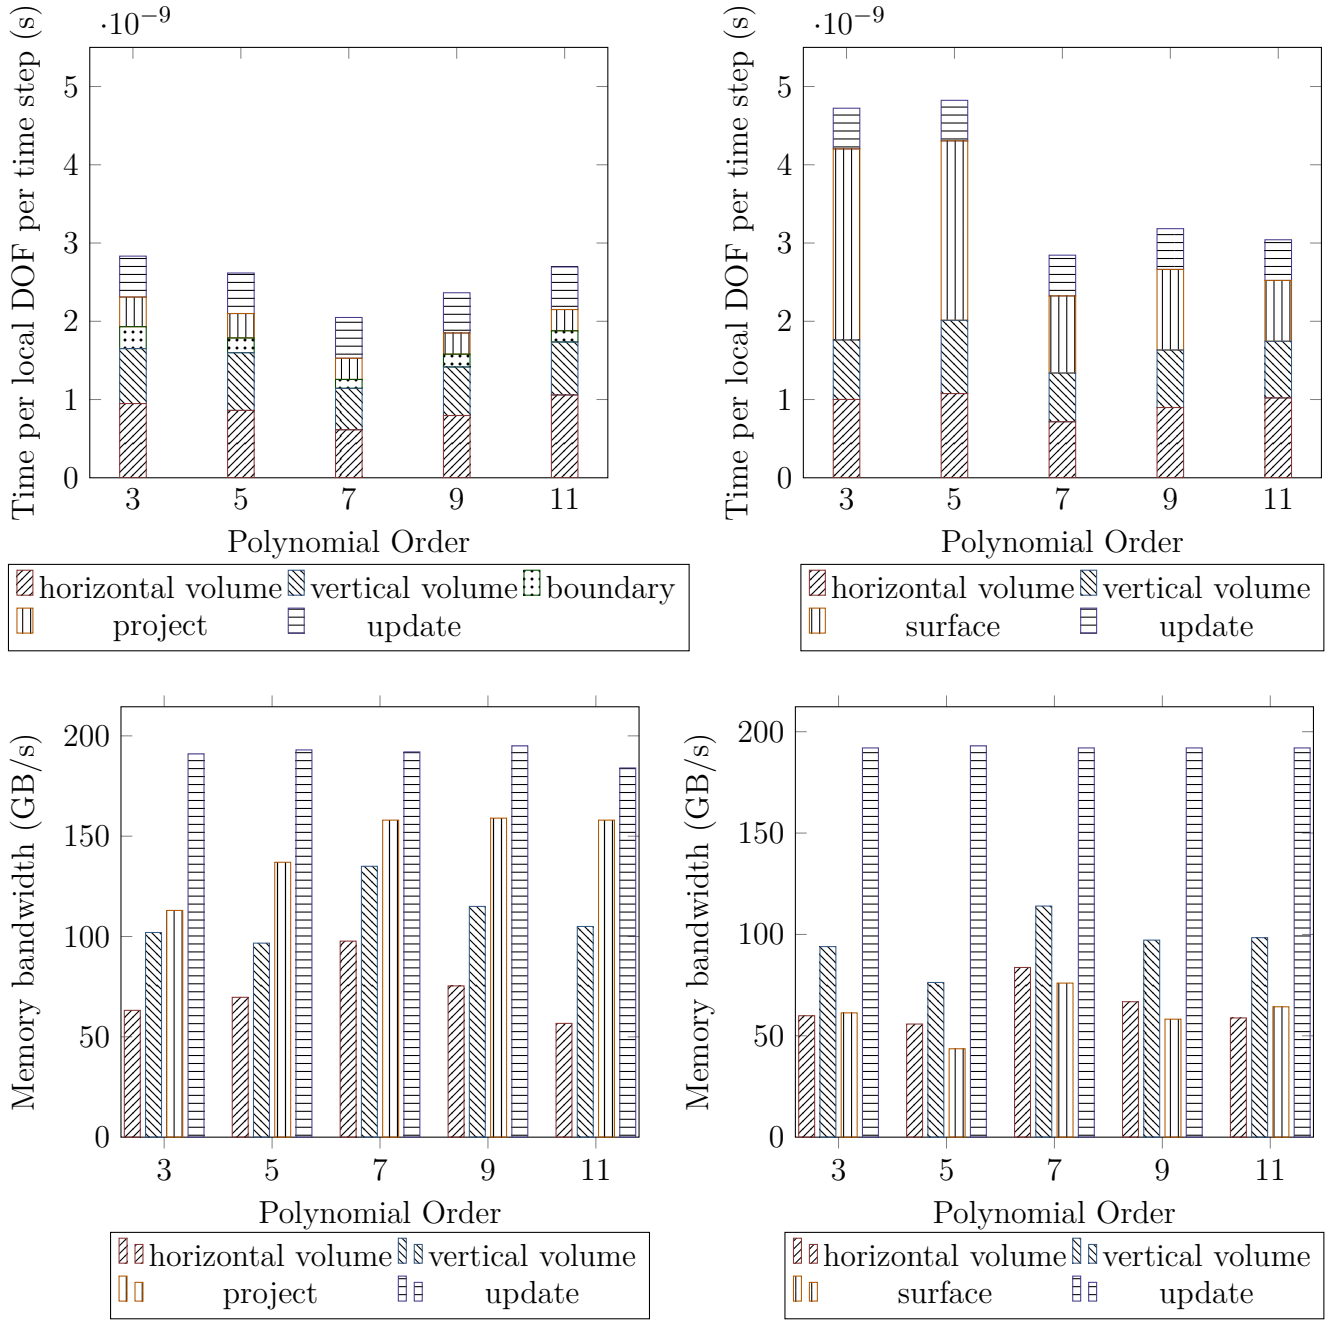 ·10⁻⁹
Time per local DOF per time step (s)
5
4
3
2
1
0
3 5 7 9 11
Polynomial Order
horizontal volume vertical volume boundary
project update
·10⁻⁹
Time per local DOF per time step (s)
5
4
3
2
1
0
3 5 7 9 11
Polynomial Order
horizontal volume vertical volume
surface update
Memory bandwidth (GB/s)
200
150
100
50
0
3 5 7 9 11
Polynomial Order
horizontal volume vertical volume
project update
Memory bandwidth (GB/s)
200
150
100
50
0
3 5 7 9 11
Polynomial Order
horizontal volume vertical volume
surface update